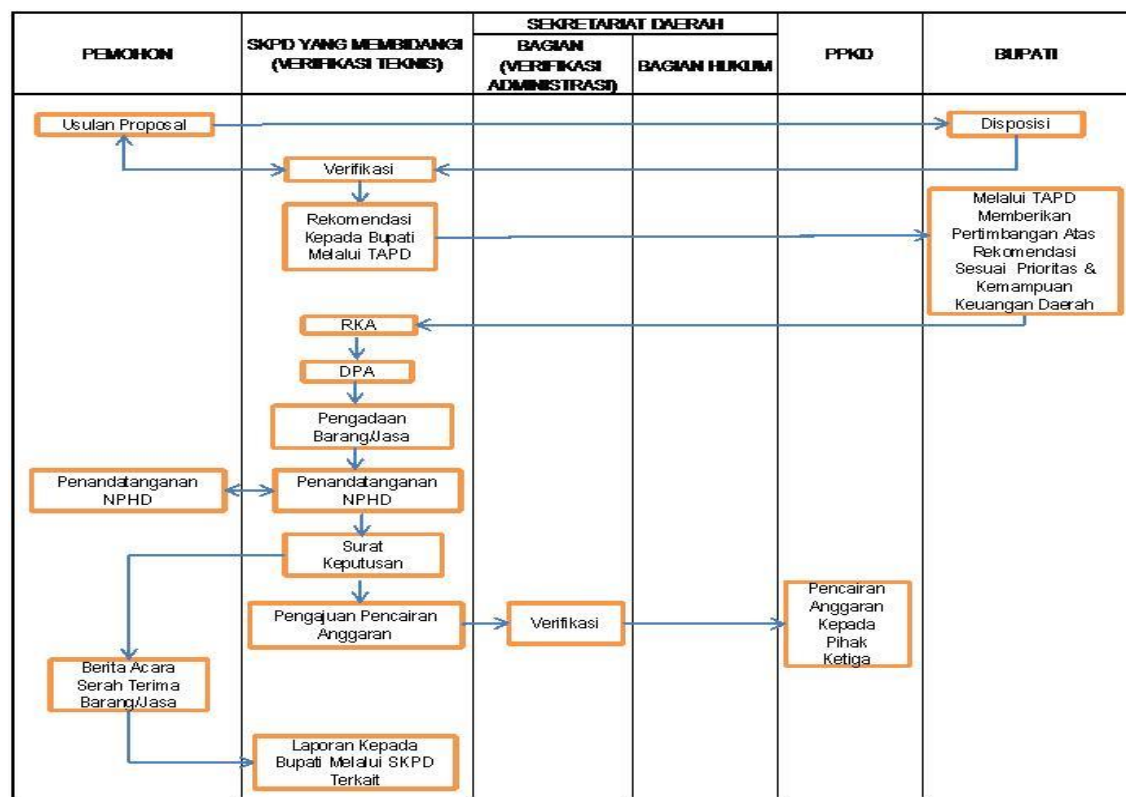 PEMOHON
SKPD YANG MEMBIDANGI
(VERIFIKASI TEKNIS)
SEKRETARIAT DAERAH
BAGIAN
(VERIFIKASI
ADMINISTRASI)
BAGIAN HUKUM
PPKD
BUPATI
Usulan Proposal
Disposisi
Verifikasi
Rekomendasi
Kepada Bupati
Melalui TAPD
Melalui TAPD
Memberikan
Pertimbangan Atas
Rekomendasi
Sesuai Prioritas &
Kemampuan
Keuangan Daerah
RKA
DPA
Pengadaan
Barang/Jasa
Penandatanganan
NPHD
Penandatanganan
NPHD
Surat
Keputusan
Pengajuan Pencairan
Anggaran
Verifikasi
Pencairan
Anggaran
Kepada
Pihak
Ketiga
Berita Acara
Serah Terima
Barang/Jasa
Laporan Kepada
Bupati Melalui SKPD
Terkait